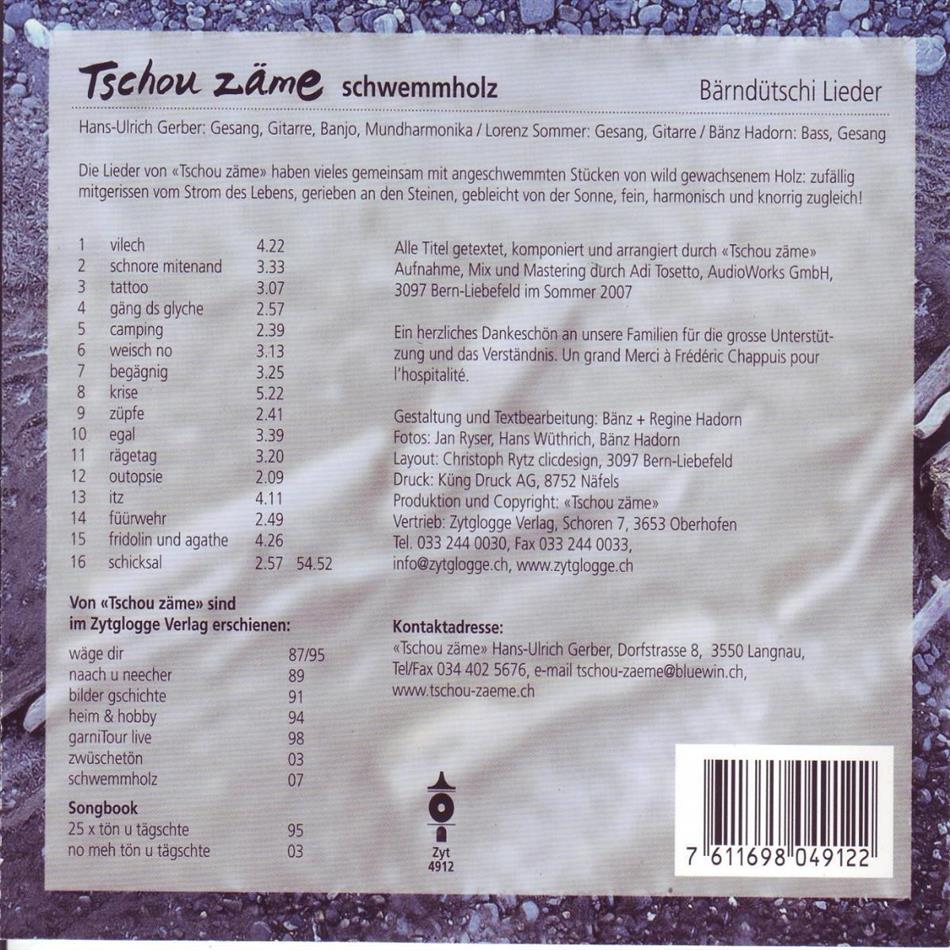 Tschou zäme schwemmholz Bärndütschi Lieder
Hans-Ulrich Gerber: Gesang, Gitarre, Banjo, Mundharmonika / Lorenz Sommer: Gesang, Gitarre / Bänz Hadorn: Bass, Gesang
Die Lieder von «Tschou zäme» haben vieles gemeinsam mit angeschwemmten Stücken von wild gewachsenem Holz: zufällig
mitgerissen vom Strom des Lebens, gerieben an den Steinen, gebleicht von der Sonne, fein, harmonisch und knorrig zugleich!
1 vilech 4.22
2 schnore mitenand 3.33
3 tattoo 3.07
4 gäng ds glyche 2.57
5 camping 2.39
6 weisch no 3.13
7 begägnig 3.25
8 krise 5.22
9 züpfe 2.41
10 egal 3.39
11 rägetag 3.20
12 outopsie 2.09
13 itz 4.11
14 füürwehr 2.49
15 fridolin und agathe 4.26
16 schicksal 2.57 54.52
Von «Tschou zäme» sind
im Zytglogge Verlag erschienen:
wäge dir 87/95
naach u neecher 89
bilder gschichte 91
heim & hobby 94
garniTour live 98
zwüschetön 03
schwemmholz 07
Songbook
25 x tön u tägschte 95
no meh tön u tägschte 03
Alle Titel getextet, komponiert und arrangiert durch «Tschou zäme»
Aufnahme, Mix und Mastering durch Adi Tosetto, AudioWorks GmbH,
3097 Bern-Liebefeld im Sommer 2007
Ein herzliches Dankeschön an unsere Familien für die grosse Unterstüt-
zung und das Verständnis. Un grand Merci à Frédéric Chappuis pour
l'hospitalité.
Gestaltung und Textbearbeitung: Bänz + Regine Hadorn
Fotos: Jan Ryser, Hans Wüthrich, Bänz Hadorn
Layout: Christoph Rytz clicdesign, 3097 Bern-Liebefeld
Druck: Küng Druck AG, 8752 Näfels
Produktion und Copyright: «Tschou zäme»
Vertrieb: Zytglogge Verlag, Schoren 7, 3653 Oberhofen
Tel. 033 244 0030, Fax 033 244 0033,
info@zytglogge.ch, www.zytglogge.ch
Kontaktadresse:
«Tschou zäme» Hans-Ulrich Gerber, Dorfstrasse 8, 3550 Langnau,
Tel/Fax 034 402 5676, e-mail tschou-zaeme@bluewin.ch,
www.tschou-zaeme.ch
Zyt
4912
7 611698 049122